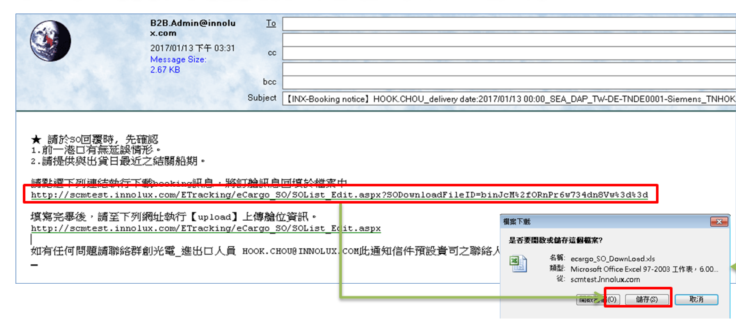 B2B.Admin@innolu
x.com
To
2017/01/13 下午 03:31
cc
Message Size:
2.67 KB
bcc
Subject
【INX-Booking notice】HOOK.CHOU_delivery date:2017/01/13 00:00_SEA_DAP_TW-DE-TNDE0001-Siemens_TNHOK
★ 請於SO回覆時, 先確認
1.前一港口有無延誤情形。
2.請提供與出貨日最近之結關船期。
請點選下列連結執行下載booking訊息，將訂艙訊息回填於檔案中
http://scmtest.innolux.com/ETracking/eCargo_SO/SOList_Edit.aspx?SODownloadFileID=binJcM%2fORnPr6w734dn8Vw%3d%3d
填寫完畢後，請至下列網址執行【upload】上傳艙位資訊。
http://scmtest.innolux.com/ETracking/eCargo_SO/SOList_Edit.aspx
如有任何問題請聯絡群創光電_進出口人員 HOOK.CHOU@INNOLUX.COM此通知信件預設貴司之聯絡人
檔案下載
是否要開啟或儲存這個檔案?
名稱: ecargo_SO_DownLoad.xls
類型: Microsoft Office Excel 97-2003 工作表，6.00...
從: scmtest.innolux.com
(O)
儲存(S)
取消